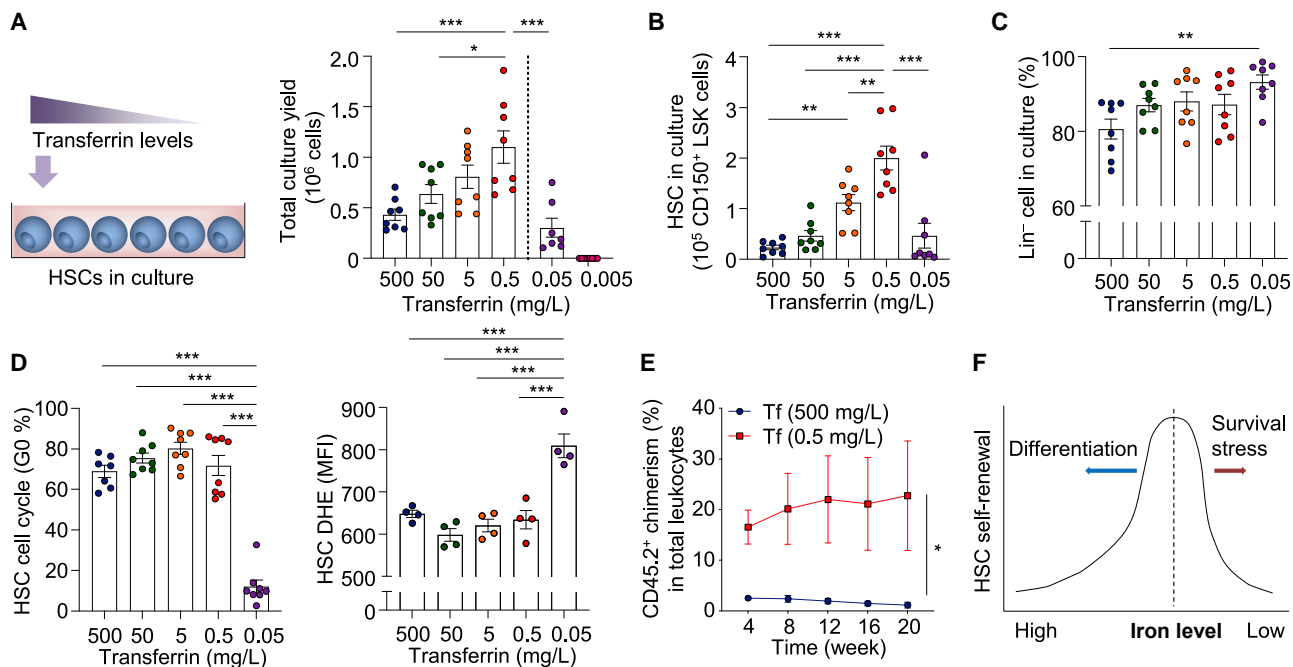 A
Transferrin levels
HSCs in culture
Total culture yield
(10⁶ cells)
*** ***
*
2.0
1.5
1.0
0.5
0
500 50 5 0.5 0.05 0.005
Transferrin (mg/L)
B
HSC in culture
(10⁵ CD150⁺ LSK cells)
***
*** ***
**
**
4
3
2
1
0
500 50 5 0.5 0.05
Transferrin (mg/L)
C
Lin⁻ cell in culture (%)
**
100
80
60
0
500 50 5 0.5 0.05
Transferrin (mg/L)
D
HSC cell cycle (G0 %)
***
***
***
***
100
80
60
40
20
0
500 50 5 0.5 0.05
Transferrin (mg/L)
HSC DHE (MFI)
***
***
***
***
900
800
700
600
500
0
500 50 5 0.5 0.05
Transferrin (mg/L)
E
CD45.2⁺ chimerism (%)
in total leukocytes
Tf (500 mg/L)
Tf (0.5 mg/L)
40
30
20
10
0
*
4 8 12 16 20
Time (week)
F
HSC self-renewal
Differentiation
Survival
stress
High Iron level Low